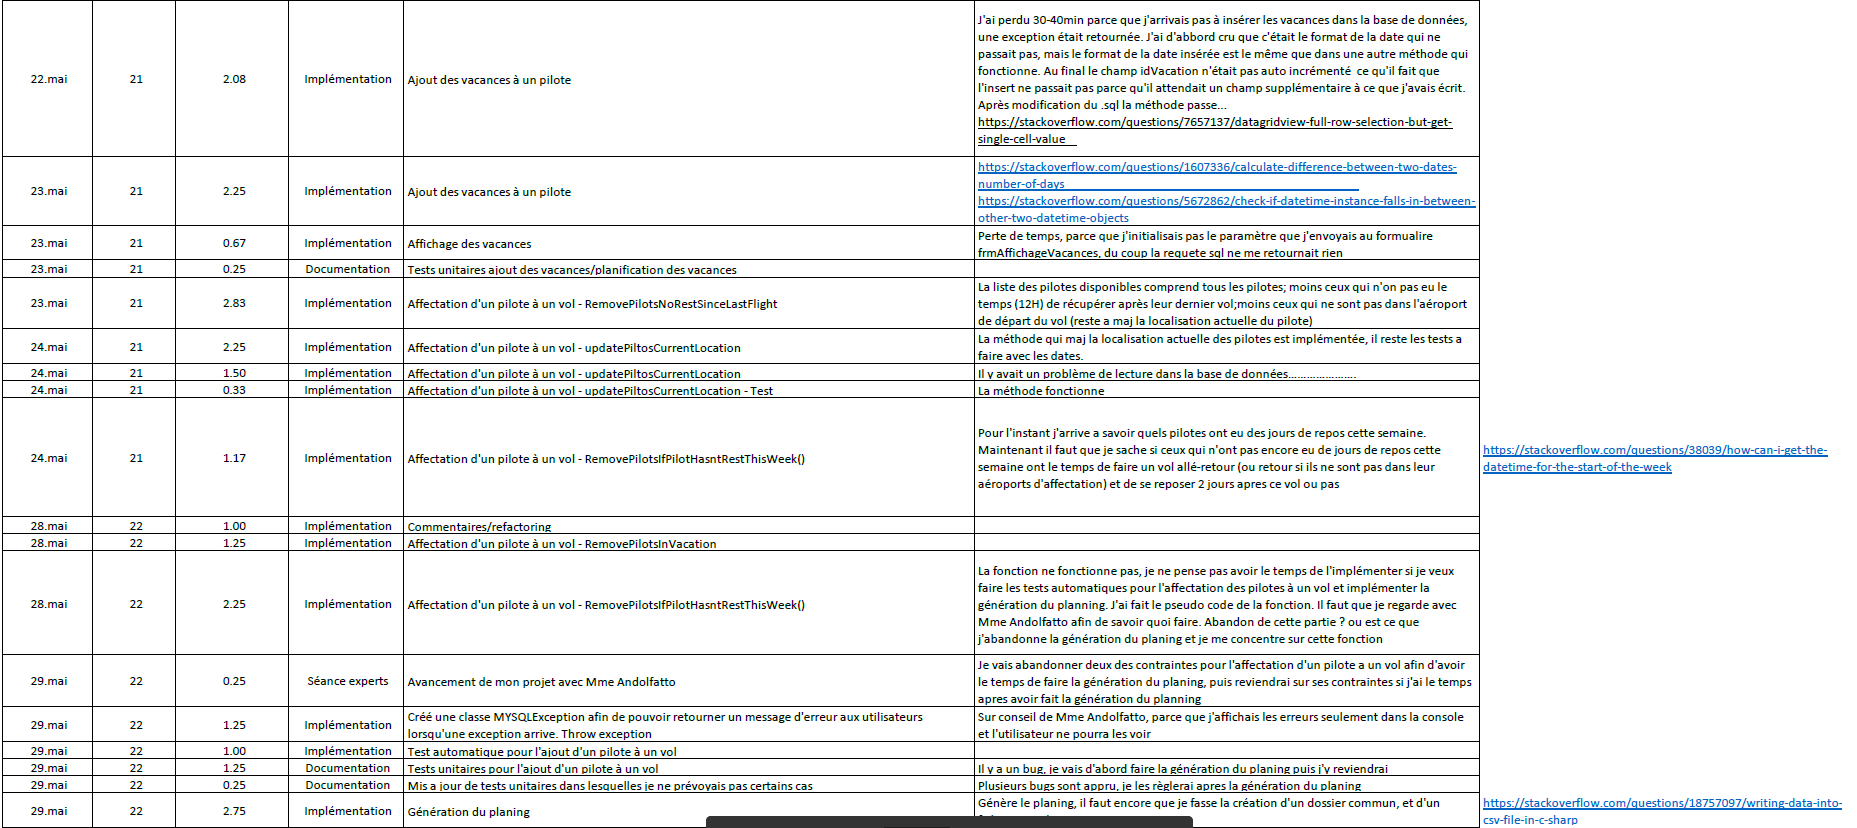 J'ai perdu 30-40min parce que j'arrivais pas à insérer les vacances dans la base de données,
une exception était retournée. J'ai d'abbord cru que c'était le format de la date qui ne
passait pas, mais le format de la date insérée est le même que dans une autre méthode qui
22.mai 21 2.08 Implémentation Ajout des vacances à un pilote fonctionne. Au final le champ idVacation n'était pas auto incrémenté ce qu'il fait que
l'insert ne passait pas parce qu'il attendait un champ supplémentaire à ce que j'avais écrit.
Après modification du .sql la méthode passe...
https://stackoverflow.com/questions/7657137/datagridview-full-row-selection-but-get-
single-cell-value
https://stackoverflow.com/questions/1607336/calculate-difference-between-two-dates-
number-of-days
23.mai 21 2.25 Implémentation Ajout des vacances à un pilote
https://stackoverflow.com/questions/5672862/check-if-datetime-instance-falls-in-between-
other-two-datetime-objects
23.mai 21 0.67 Implémentation Affichage des vacances Perte de temps, parce que j'initialisais pas le paramètre que j'envoyais au formualire
frmAffichageVacances, du coup la requete sql ne me retournait rien
23.mai 21 0.25 Documentation Tests unitaires ajout des vacances/planification des vacances
La liste des pilotes disponibles comprend tous les pilotes; moins ceux qui n'on pas eu le
23.mai 21 2.83 Implémentation Affectation d'un pilote à un vol - RemovePilotsNoRestSinceLastFlight temps (12H) de récupérer après leur dernier vol;moins ceux qui ne sont pas dans l'aéroport
de départ du vol (reste a maj la localisation actuelle du pilote)
24.mai 21 2.25 Implémentation Affectation d'un pilote à un vol - updatePiltosCurrentLocation La méthode qui maj la localisation actuelle des pilotes est implémentée, il reste les tests a
faire avec les dates.
24.mai 21 1.50 Implémentation Affectation d'un pilote à un vol - updatePiltosCurrentLocation Il y avait un problème de lecture dans la base de données......................
24.mai 21 0.33 Implémentation Affectation d'un pilote à un vol - updatePiltosCurrentLocation - Test La méthode fonctionne
Pour l'instant j'arrive a savoir quels pilotes ont eu des jours de repos cette semaine.
Maintenant il faut que je sache si ceux qui n'ont pas encore eu de jours de repos cette
24.mai 21 1.17 Implémentation Affectation d'un pilote à un vol - RemovePilotsIfPilotHasntRestThisWeek() semaine ont le temps de faire un vol allé-retour (ou retour si ils ne sont pas dans leur
aéroports d'affectation) et de se reposer 2 jours apres ce vol ou pas
https://stackoverflow.com/questions/38039/how-can-i-get-the-
datetime-for-the-start-of-the-week
28.mai 22 1.00 Implémentation Commentaires/refactoring
28.mai 22 1.25 Implémentation Affectation d'un pilote à un vol - RemovePilotsInVacation
La fonction ne fonctionne pas, je ne pense pas avoir le temps de l'implémenter si je veux
faire les tests automatiques pour l'affectation des pilotes à un vol et implémenter la
28.mai 22 2.25 Implémentation Affectation d'un pilote à un vol - RemovePilotsIfPilotHasntRestThisWeek() génération du planning. J'ai fait le pseudo code de la fonction. Il faut que je regarde avec
Mme Andolfatto afin de savoir quoi faire. Abandon de cette partie ? ou est ce que
j'abandonne la génération du planing et je me concentre sur cette fonction
Je vais abandonner deux des contraintes pour l'affectation d'un pilote a un vol afin d'avoir
29.mai 22 0.25 Séance experts Avancement de mon projet avec Mme Andolfatto le temps de faire la génération du planing, puis reviendrai sur ses contraintes si j'ai le temps
apres avoir fait la génération du planning
29.mai 22 1.25 Implémentation Créé une classe MYSQLException afin de pouvoir retourner un message d'erreur aux utilisateurs Sur conseil de Mme Andolfatto, parce que j'affichais les erreurs seulement dans la console
lorsqu'une exception arrive. Throw exception et l'utilisateur ne pourra les voir
29.mai 22 1.00 Implémentation Test automatique pour l'ajout d'un pilote à un vol
29.mai 22 1.25 Documentation Tests unitaires pour l'ajout d'un pilote à un vol Il y a un bug, je vais d'abord faire la génération du planing puis j'y reviendrai
29.mai 22 0.25 Documentation Mis a jour de tests unitaires dans lesquelles je ne prévoyais pas certains cas Plusieurs bugs sont appru, je les règlerai apres la génération du planing
29.mai 22 2.75 Implémentation Génération du planing Génère le planing, il faut encore que je fasse la création d'un dossier commun, et d'un
https://stackoverflow.com/questions/18757097/writing-data-into-
csv-file-in-c-sharp